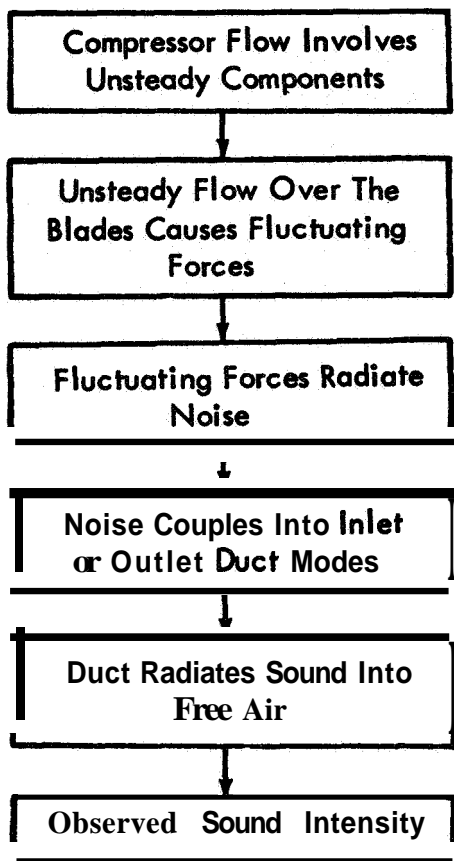 Compressor Flow Involves
Unsteady Components
Unsteady Flow Over The
Blades Causes Fluctuating
Forces
Fluctuating Forces Radiate
Noise
Noise Couples Into Inlet
or Outlet Duct Modes
Duct Radiates Sound Into
Free Air
Observed Sound Intensity